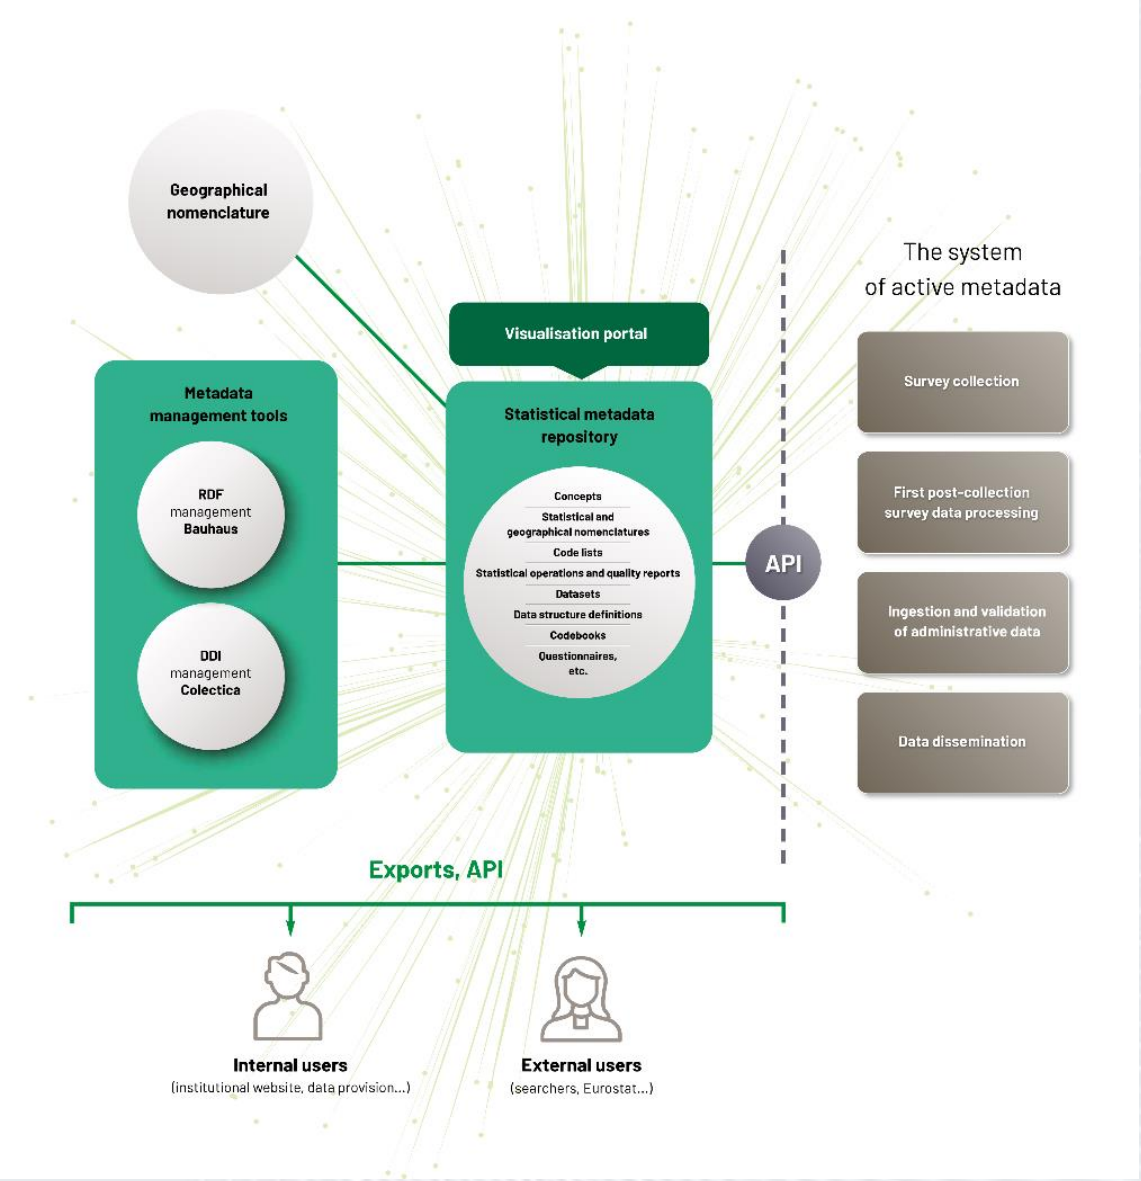 Geographical
nomenclature
The system
of active metadata
Visualisation portal
Metadata
management tools
RDF
management
Bauhaus
DDI
management
Colectica
Statistical metadata
repository
Concepts
Statistical and
geographical nomenclatures
Code lists
Statistical operations and quality reports
Datasets
Data structure definitions
Codebooks
Questionnaires,
etc.
API
Survey collection
First post-collection
survey data processing
Ingestion and validation
of administrative data
Data dissemination
Exports, API
Internal users
(institutional website, data provision...)
External users
(searchers, Eurostat...)